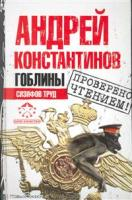 АНДРЕЙ
КОНСТАНТИНОВ
ГОБЛИНЫ
СИЗИФОВ ТРУД
ПРОВЕРЕНО
ЧТЕНИЕМ!